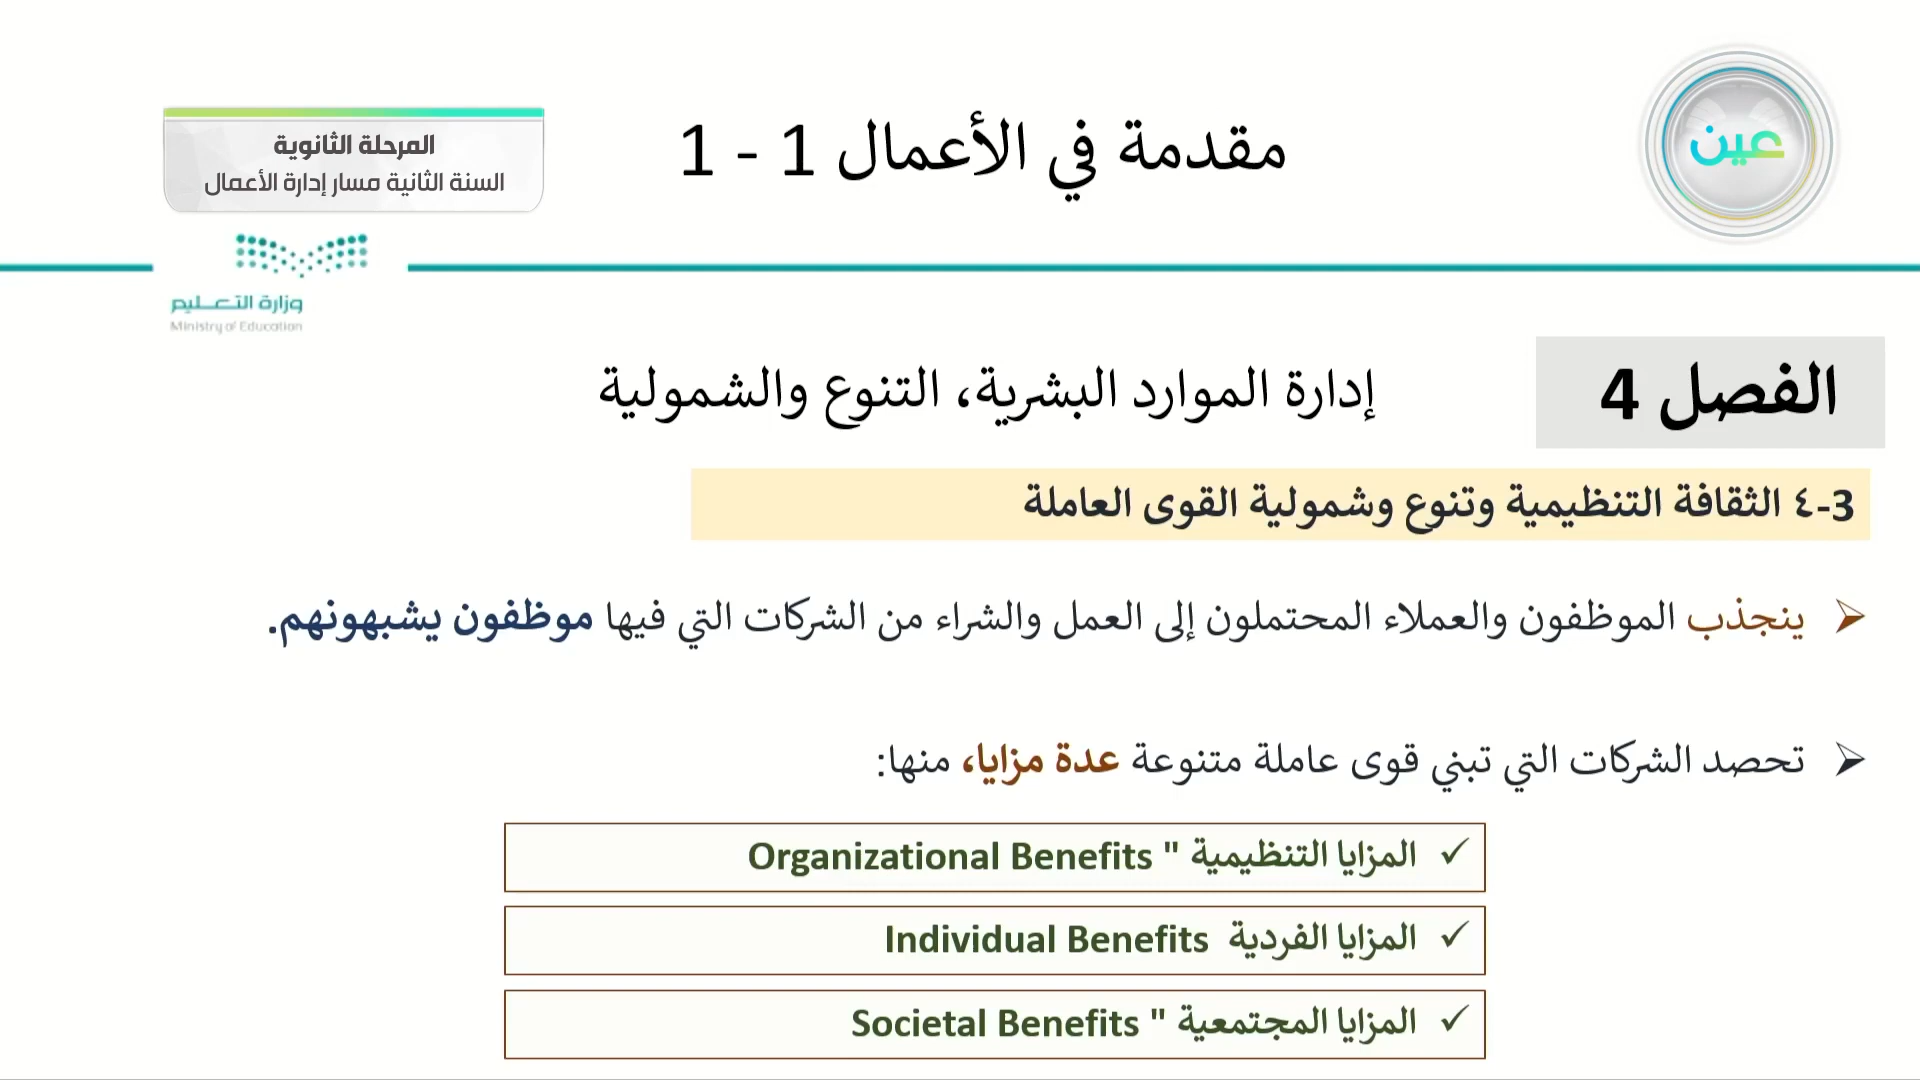 عين
مقدمة في الأعمال 1 - 1
المرحلة الثانوية
السنة الثانية مسار إدارة الأعمال
وزارة التعليم
Ministry of Education
الفصل 4
إدارة الموارد البشرية، التنوع والشمولية
3-٤ الثقافة التنظيمية وتنوع وشمولية القوى العاملة
ينجذب الموظفون والعملاء المحتملون إلى العمل والشراء من الشركات التي فيها موظفون يشبهونهم.
تحصد الشركات التي تبني قوى عاملة متنوعة عدة مزايا، منها:
المزايا التنظيمية " Organizational Benefits
المزايا الفردية Individual Benefits
المزايا المجتمعية " Societal Benefits